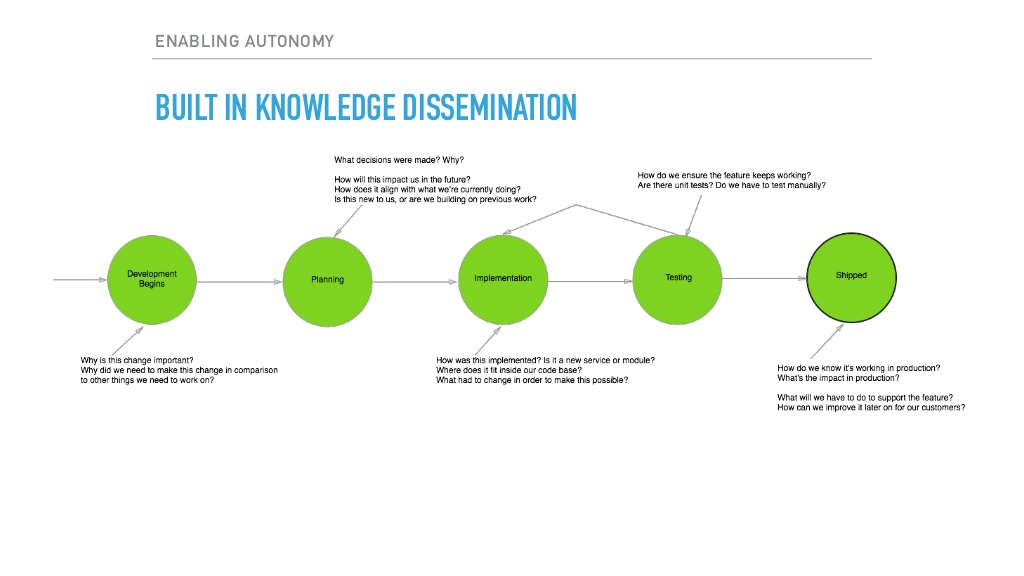 ENABLING AUTONOMY
BUILT IN KNOWLEDGE DISSEMINATION
What decisions were made? Why?
How will this impact us in the future?
How does it align with what we're currently doing?
Is this new to us, or are we building on previous work?
How do we ensure the feature keeps working?
Are there unit tests? Do we have to test manually?
Development
Begins
Planning
Implementation
Testing
Shipped
Why is this change important?
Why did we need to make this change in comparison
to other things we need to work on?
How was this implemented? Is it a new service or module?
Where does it fit inside our code base?
What had to change in order to make this possible?
How do we know it's working in production?
What's the impact in production?
What will we have to do to support the feature?
How can we improve it later on for our customers?